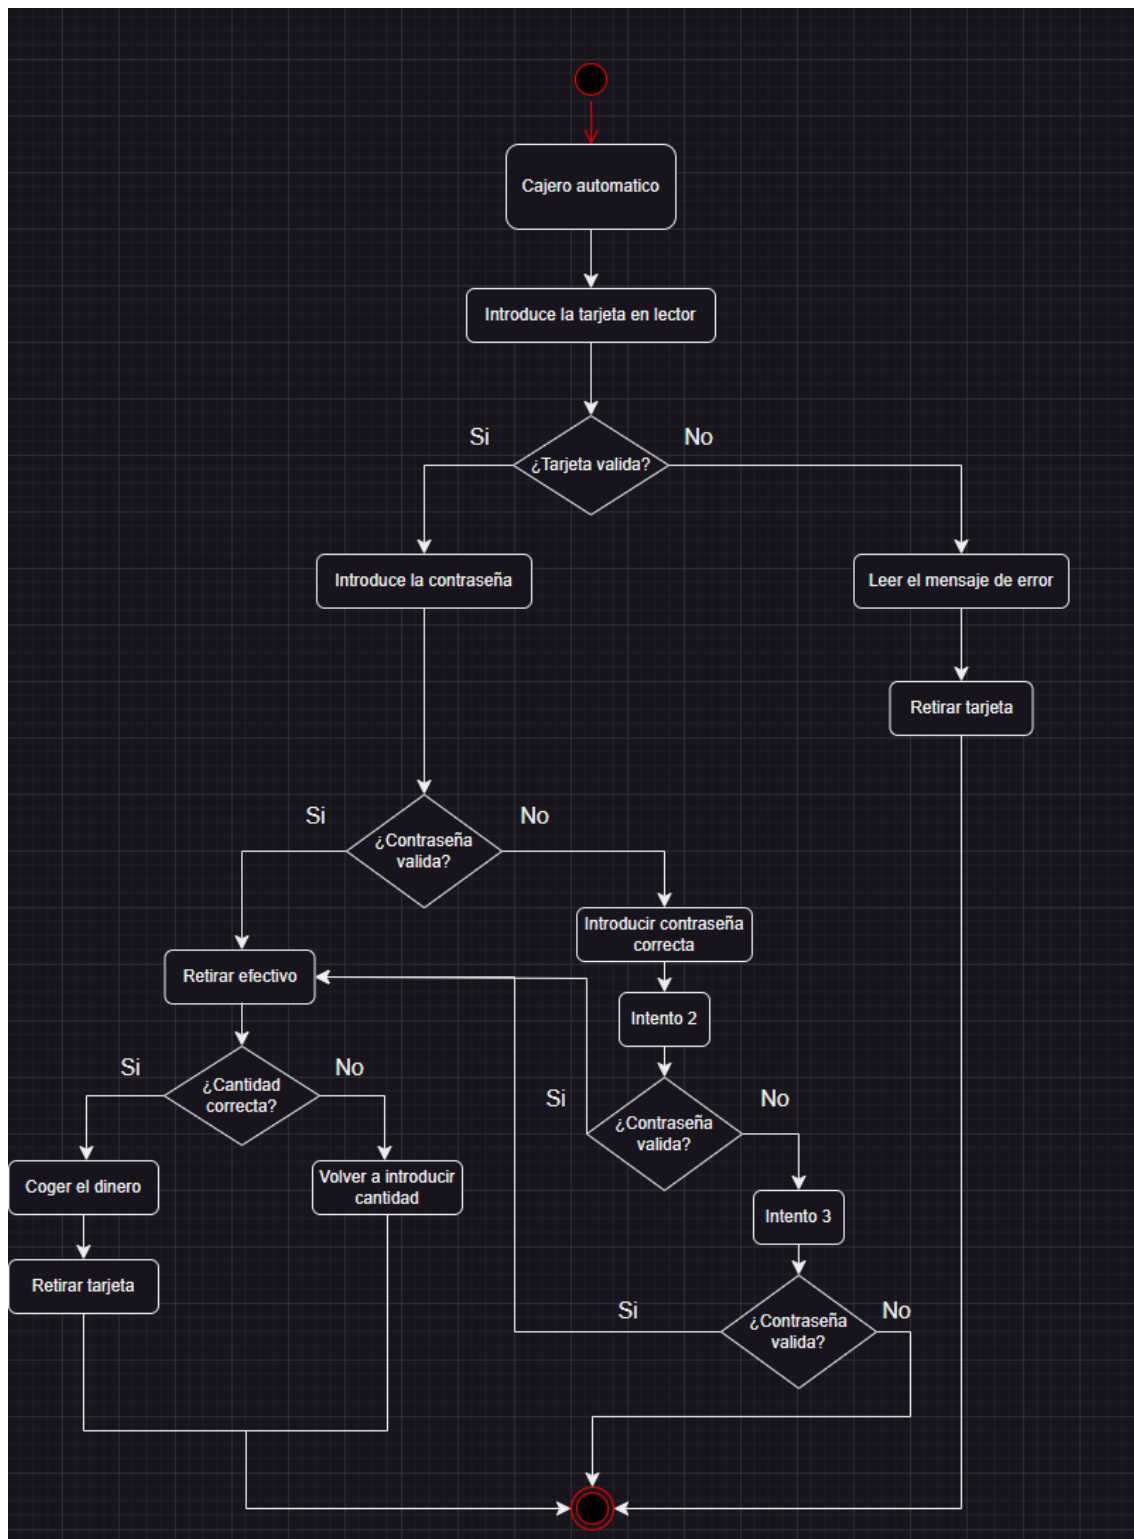 Cajero automatico
Introduce la tarjeta en lector
Si
No
¿Tarjeta valida?
Introduce la contraseña
Leer el mensaje de error
Retirar tarjeta
Si
No
¿Contraseña
valida?
Introducir contraseña
correcta
Retirar efectivo
Intento 2
Si
No
¿Cantidad
correcta?
Si
No
¿Contraseña
valida?
Coger el dinero
Volver a introducir
cantidad
Intento 3
Retirar tarjeta
Si
No
¿Contraseña
valida?